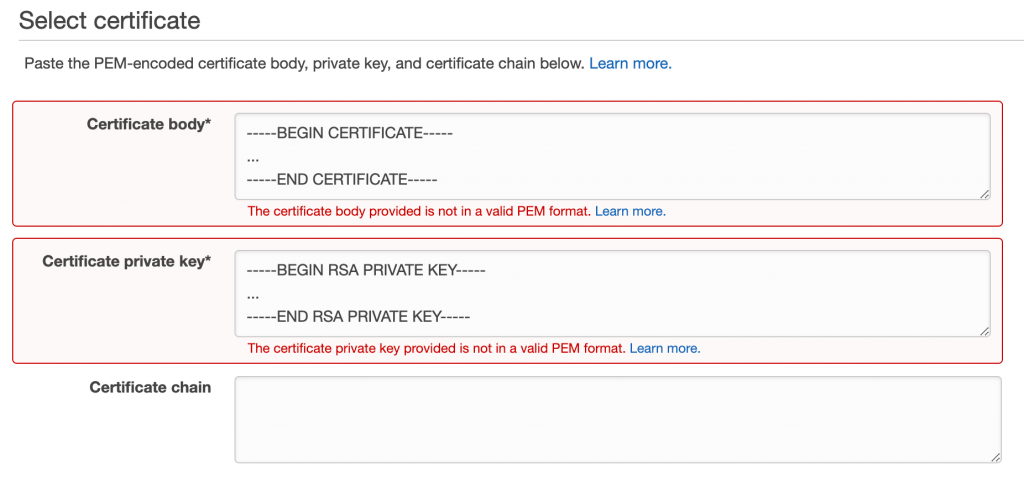 Select certificate
Paste the PEM-encoded certificate body, private key, and certificate chain below. Learn more.
Certificate body*
-----BEGIN CERTIFICATE-----
...
-----END CERTIFICATE-----
The certificate body provided is not in a valid PEM format. Learn more.
Certificate private key*
-----BEGIN RSA PRIVATE KEY-----
...
-----END RSA PRIVATE KEY-----
The certificate private key provided is not in a valid PEM format. Learn more.
Certificate chain